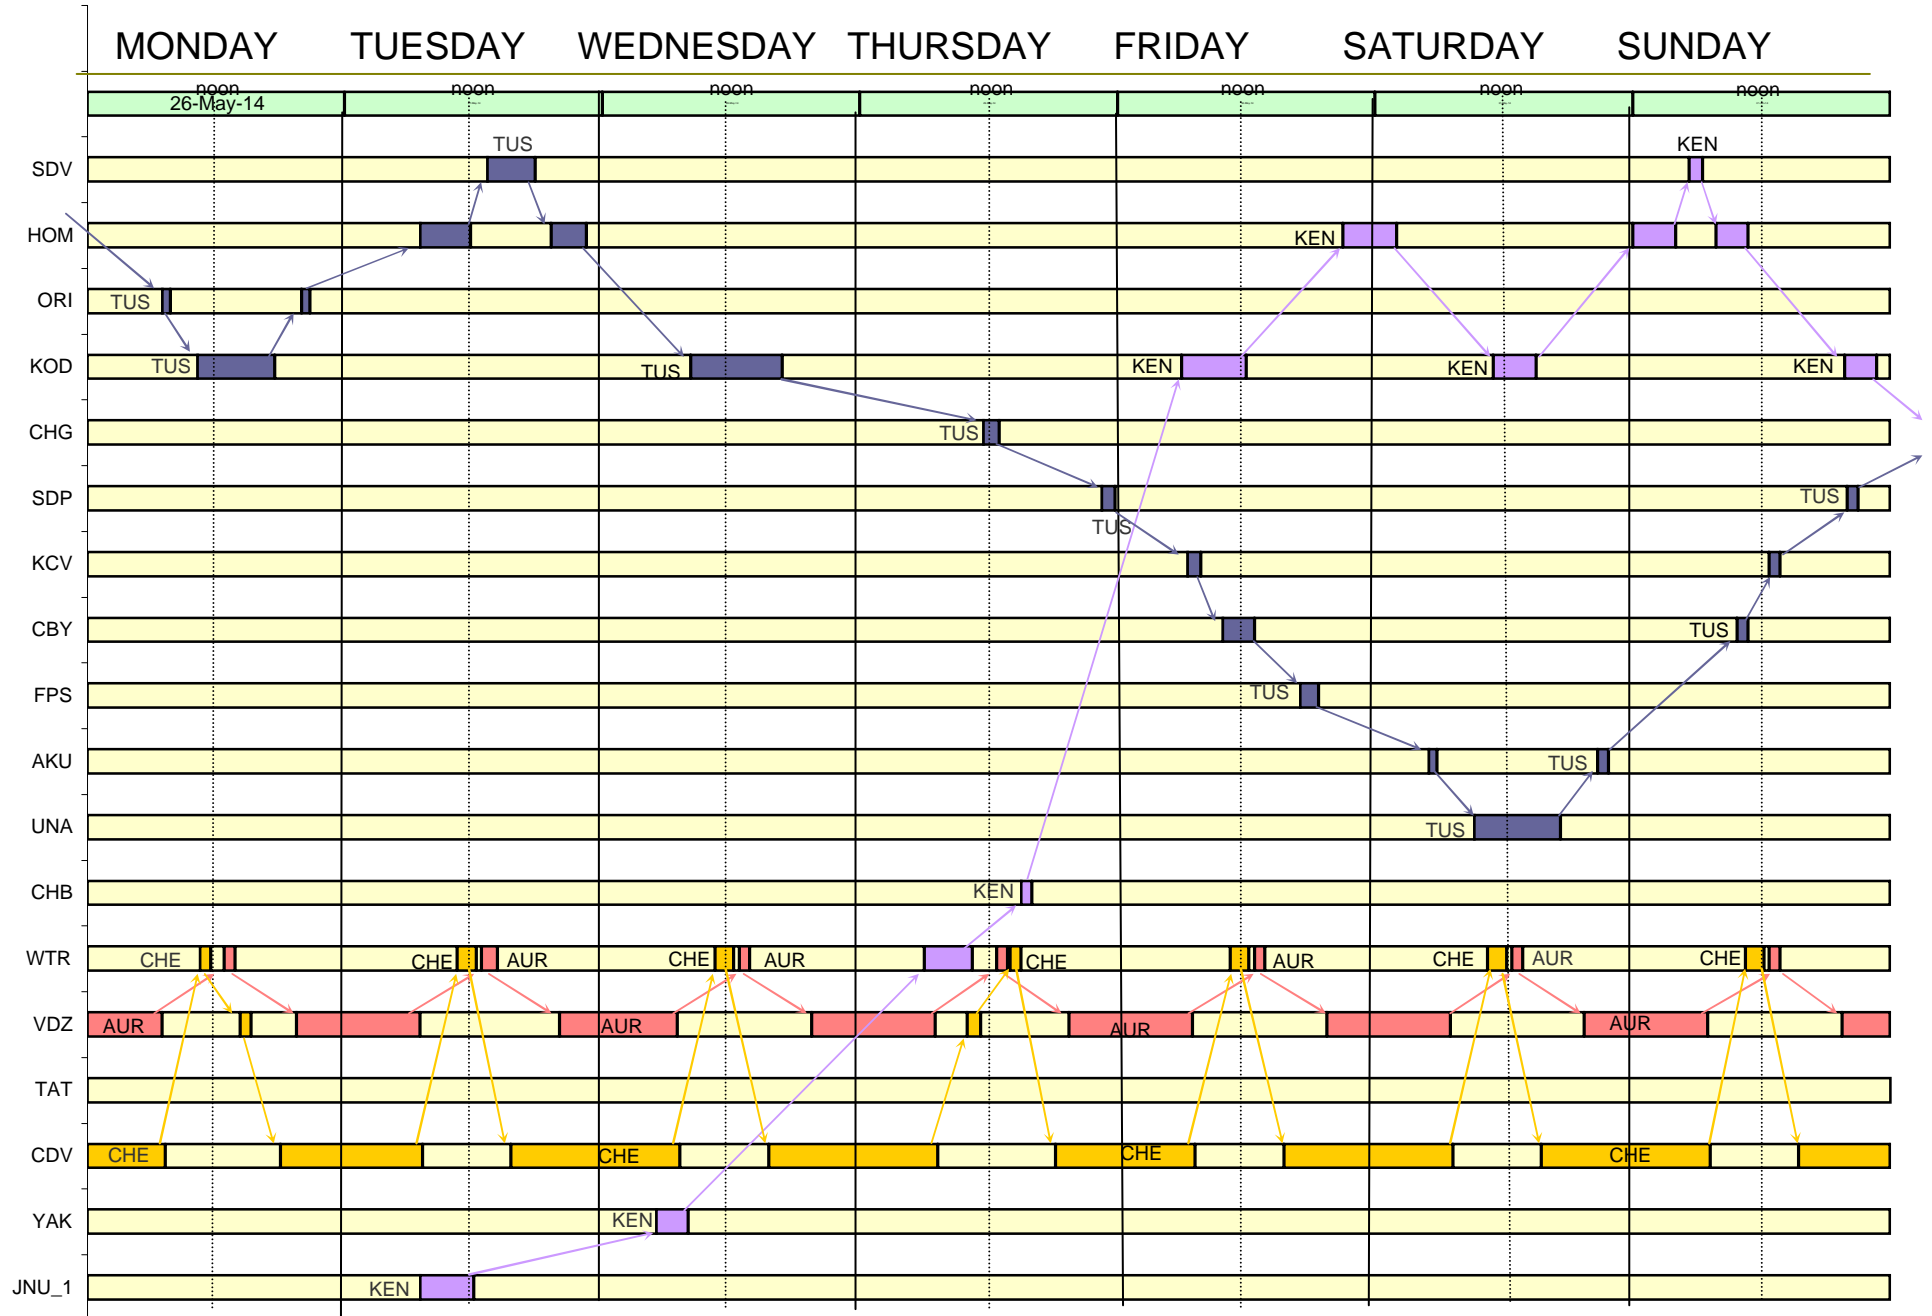 MONDAY TUESDAY WEDNESDAY THURSDAY FRIDAY SATURDAY SUNDAY
noon noon noon noon noon noon noon
26-May-14
TUS KEN
SDV
HOM KEN
ORI TUS
KOD TUS TUS KEN KEN KEN
CHG TUS
SDP TUS
TUS
KCV
CBY TUS
FPS TUS
AKU TUS
UNA TUS
CHB KEN
WTR CHE CHE AUR CHE AUR CHE AUR CHE AUR CHE
VDZ AUR AUR AUR AUR
TAT
CDV CHE CHE CHE CHE
YAK KEN
JNU_1 KEN